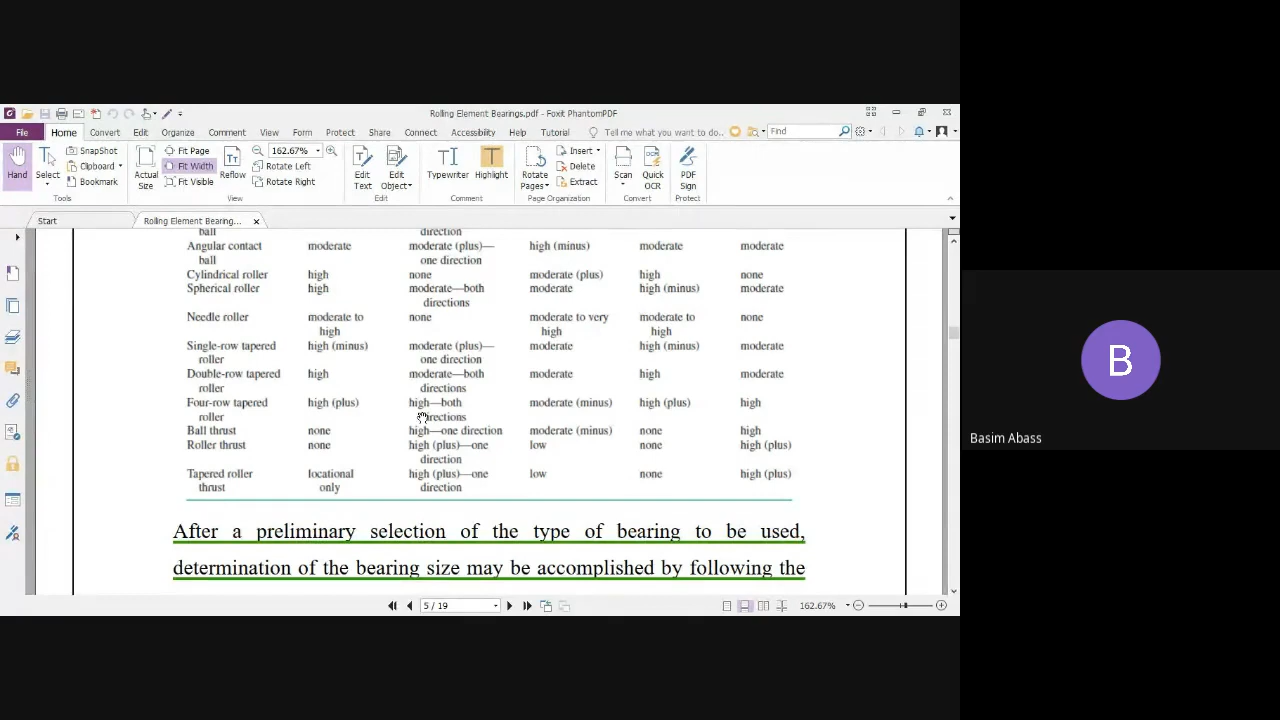 Rolling Element Bearings.pdf - Foxit PhantomPDF
File Home Convert Edit Organize Comment View Form Protect Share Connect Accessibility Help Tutorial Tell me what you want to do.. Find
Hand
Select
SnapShot
Clipboard
Bookmark
Tools
Actual
Size
Fit Page
Fit Width
Fit Visible
Reflow
162.67%
Rotate Left
Rotate Right
View
Edit
Text
Edit
Object
Edit
Typewriter
Highlight
Comment
Rotate
Pages
Insert
Delete
Extract
Page Organization
Scan
Quick
OCR
Convert
PDF
Sign
Protect
Start
Rolling Element Bearing...
ball direction
Angular contact moderate moderate (plus)— high (minus) moderate moderate
ball one direction
Cylindrical roller high none moderate (plus) high none
Spherical roller high moderate—both moderate high (minus) moderate
directions
Needle roller moderate to none moderate to very moderate to none
high high high
Single-row tapered high (minus) moderate (plus)— moderate high (minus) moderate
roller one direction
Double-row tapered high moderate—both moderate high moderate
roller directions
Four-row tapered high (plus) high—both moderate (minus) high (plus) high
roller directions
Ball thrust none high—one direction moderate (minus) none high
Roller thrust none high (plus)—one low none high (plus)
direction
Tapered roller locational high (plus)—one low none high (plus)
thrust only direction
After a preliminary selection of the type of bearing to be used,
determination of the bearing size may be accomplished by following the
5 / 19
162.67%
B
Basim Abass